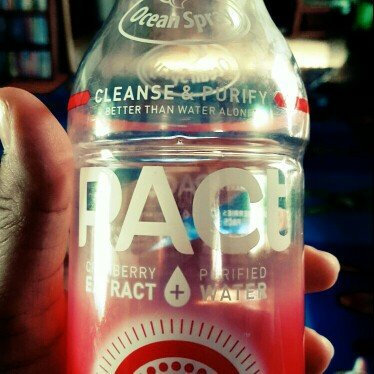 Ocean Spray
CLEANSE & PURIFY
BETTER THAN WATER ALONE
PACt
CRANBERRY EXTRACT + PURIFIED WATER